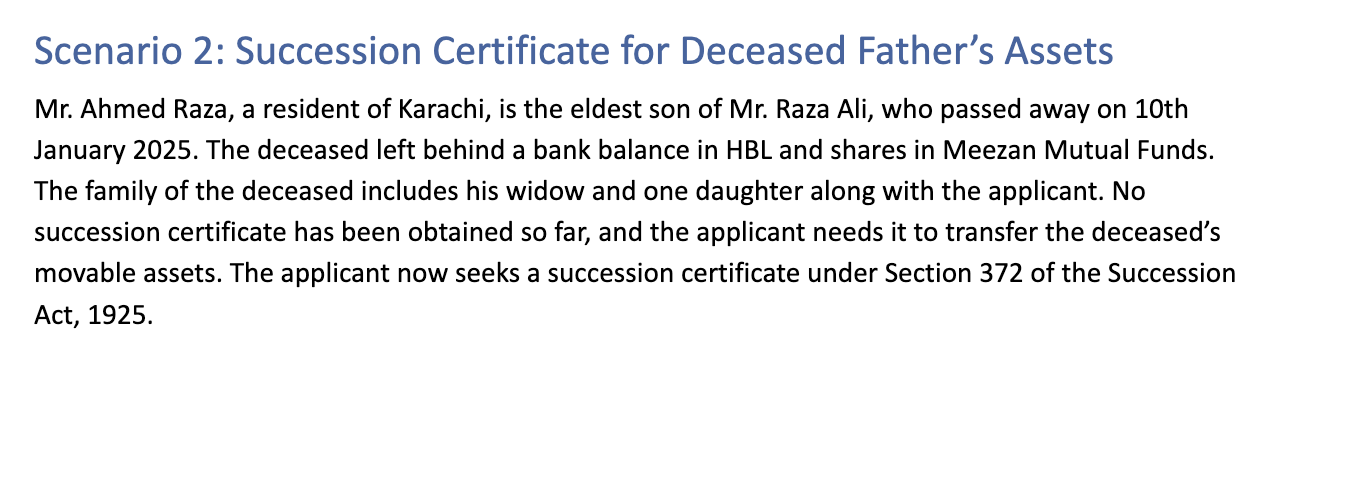 Scenario 2: Succession Certificate for Deceased Father’s Assets
Mr. Ahmed Raza, a resident of Karachi, is the eldest son of Mr. Raza Ali, who passed away on 10th
January 2025. The deceased left behind a bank balance in HBL and shares in Meezan Mutual Funds.
The family of the deceased includes his widow and one daughter along with the applicant. No
succession certificate has been obtained so far, and the applicant needs it to transfer the deceased’s
movable assets. The applicant now seeks a succession certificate under Section 372 of the Succession
Act, 1925.